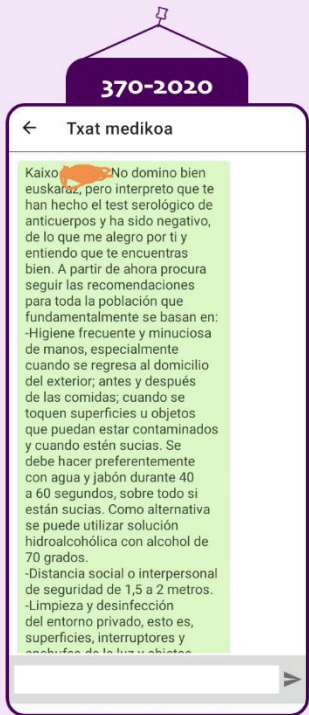 370-2020
Txat medikoa
Kaixo No domino bien
euskaraz, pero interpreto que te
han hecho el test serológico de
anticuerpos y ha sido negativo,
de lo que me alegro por ti y
entiendo que te encuentras
bien. A partir de ahora procura
seguir las recomendaciones
para toda la población que
fundamentalmente se basan en:
-Higiene frecuente y minuciosa
de manos, especialmente
cuando se regresa al domicilio
del exterior; antes y después
de las comidas; cuando se
toquen superficies u objetos
que puedan estar contaminados
y cuando estén sucias. Se
debe hacer preferentemente
con agua y jabón durante 40
a 60 segundos, sobre todo si
están sucias. Como alternativa
se puede utilizar solución
hidroalcohólica con alcohol de
70 grados.
-Distancia social o interpersonal
de seguridad de 1,5 a 2 metros.
-Limpieza y desinfección
del entorno privado, esto es,
superficies, interruptores y
enchufes de la luz y objetos